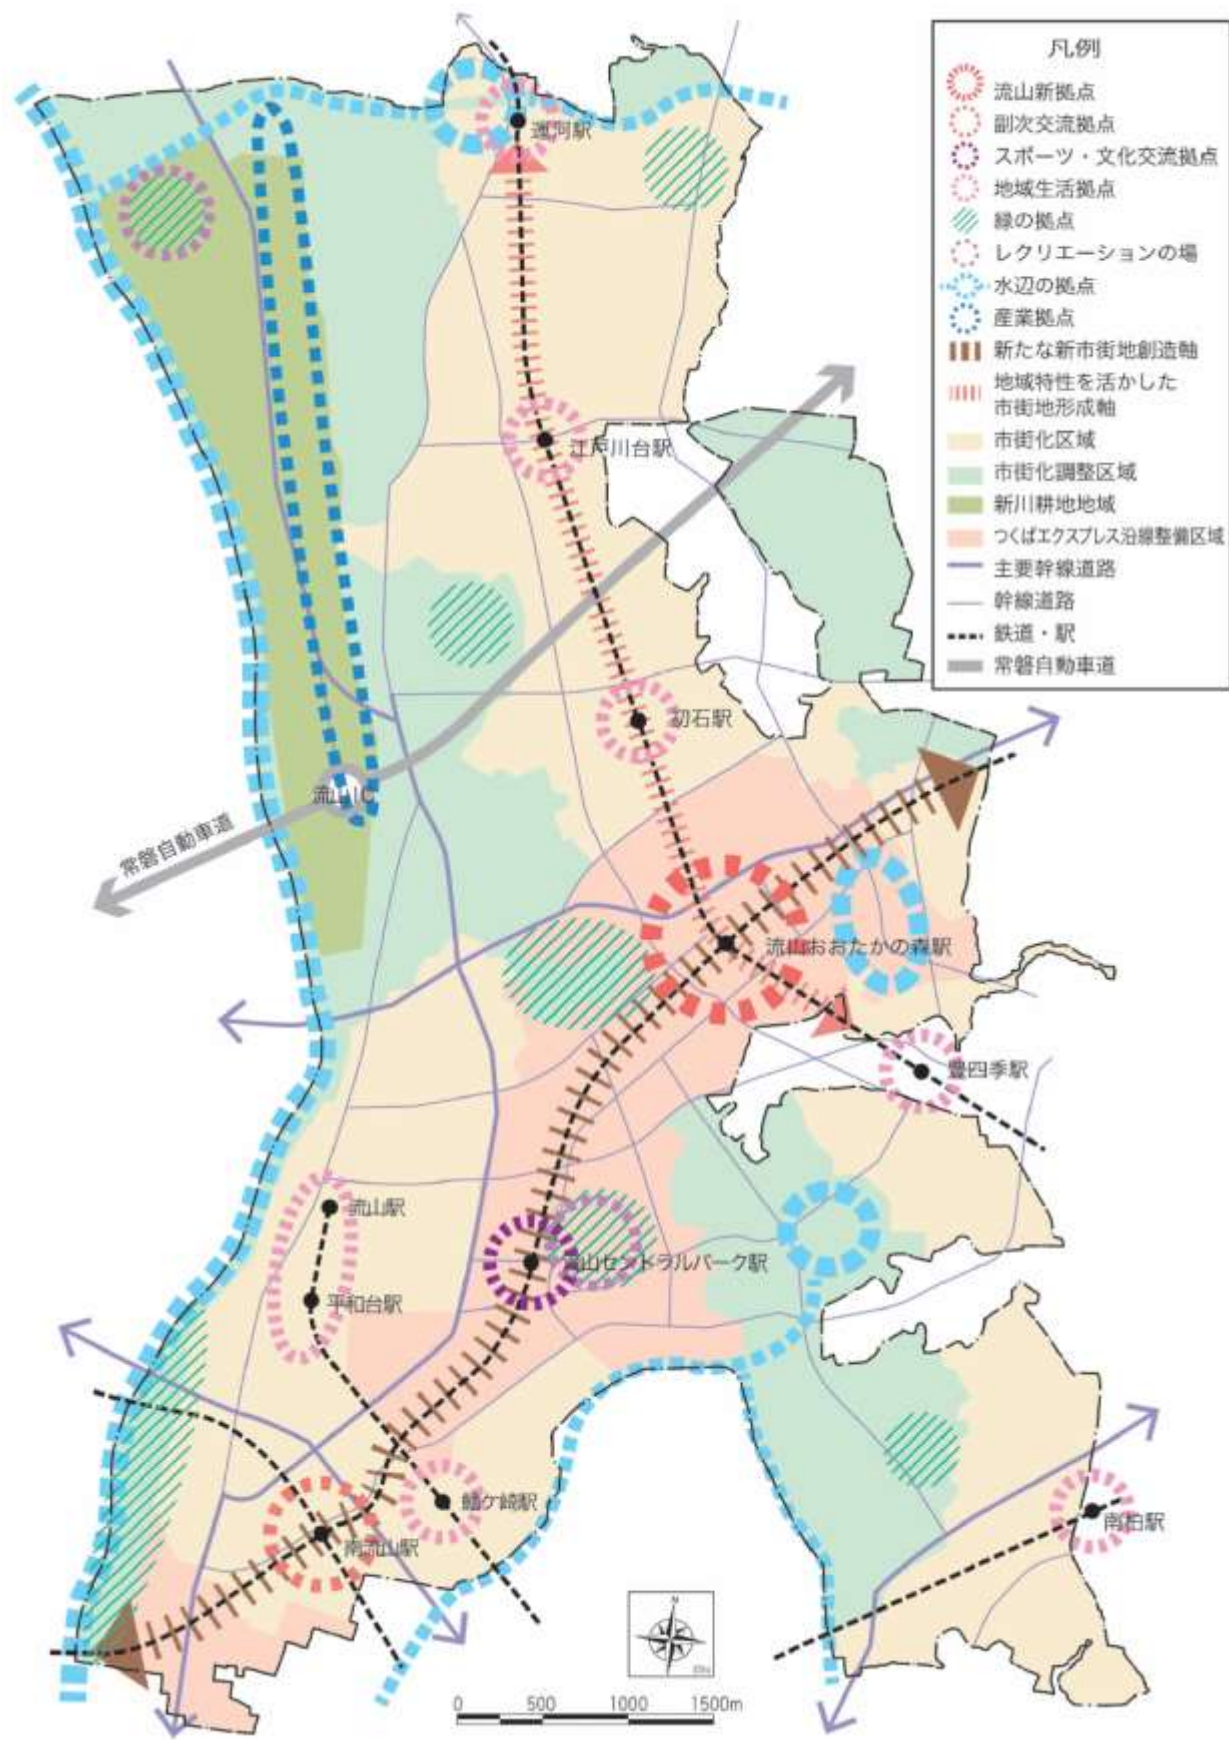 凡例
流山新拠点
副次交流拠点
スポーツ・文化交流拠点
地域生活拠点
緑の拠点
レクリエーションの場
水辺の拠点
産業拠点
新たな新市街地創造軸
地域特性を活かした
市街地形成軸
市街化区域
市街化調整区域
新川耕地地域
つくばエクスプレス沿線整備区域
主要幹線道路
幹線道路
鉄道・駅
常磐自動車道
運河駅
江戸川台駅
初石駅
流山IC
常磐自動車道
流山おおたかの森駅
豊四季駅
流山駅
流山セントラルパーク駅
平和台駅
鰭ケ崎駅
南流山駅
南柏駅
N
0 500 1000 1500m